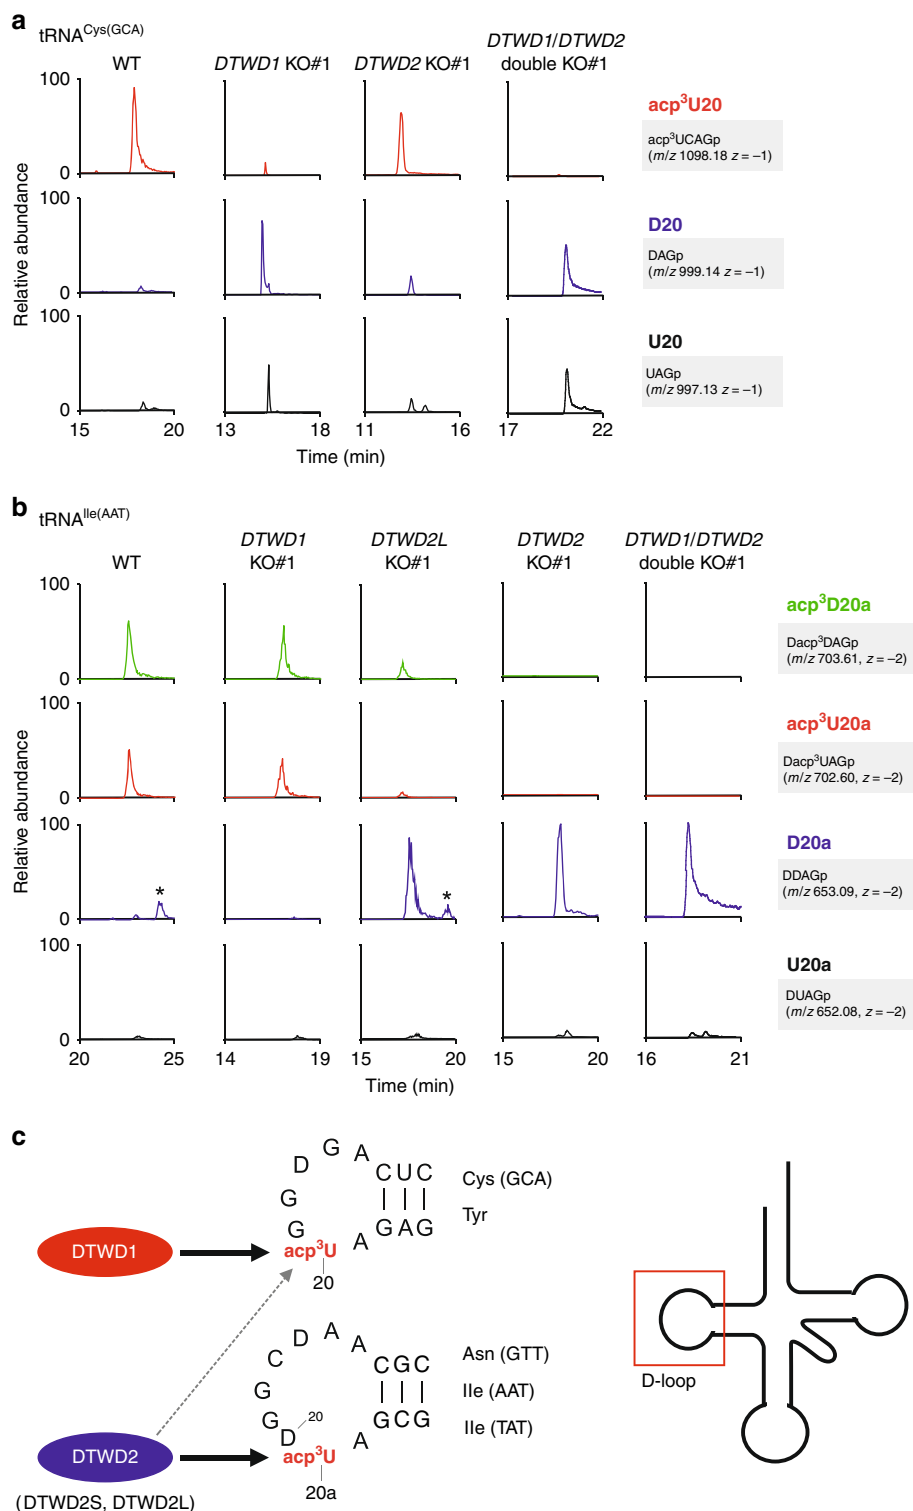 a
tRNA^Cys(GCA)
WT
DTWD1 KO#1
DTWD2 KO#1
DTWD1/DTWD2
double KO#1
100
0
acp³U20
acp³UCAGp
(m/z 1098.18 z = –1)
100
0
D20
DAGp
(m/z 999.14 z = –1)
100
0
U20
UAGp
(m/z 997.13 z = –1)
Relative abundance
15 20 13 18 11 16 17 22
Time (min)
b
tRNA^Ile(AAT)
WT
DTWD1
KO#1
DTWD2L
KO#1
DTWD2
KO#1
DTWD1/DTWD2
double KO#1
100
0
acp³D20a
Dacp³DAGp
(m/z 703.61, z = –2)
100
0
acp³U20a
Dacp³UAGp
(m/z 702.60, z = –2)
100
0
*
*
D20a
DDAGp
(m/z 653.09, z = –2)
100
0
U20a
DUAGp
(m/z 652.08, z = –2)
Relative abundance
20 25 14 19 15 20 15 20 16 21
Time (min)
c
DTWD1
G G D G A
C U C
G A G
A
acp³U
20
Cys (GCA)
Tyr
DTWD2
(DTWD2S, DTWD2L)
D G G C D A A
20
C G C
G C G
A
acp³U
20a
Asn (GTT)
Ile (AAT)
Ile (TAT)
D-loop